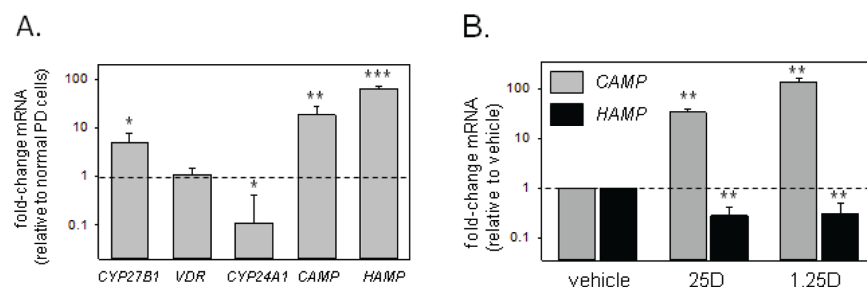 A.
fold-change mRNA
(relative to normal PD cells)
100
10
1
0.1
*
*
**
***
CYP27B1 VDR CYP24A1 CAMP HAMP
B.
fold-change mRNA
(relative to vehicle)
100
10
1
0.1
CAMP
HAMP
**
**
**
**
vehicle 25D 1.25D